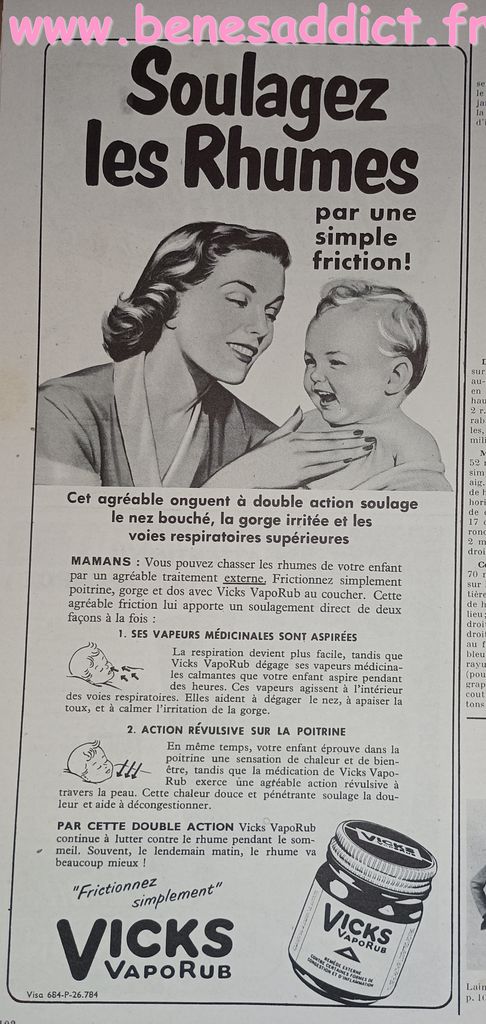 www.benesaddict.fr
Soulagez
les Rhumes
par une
simple
friction!
Cet agréable onguent à double action soulage
le nez bouché, la gorge irritée et les
voies respiratoires supérieures
MAMANS : Vous pouvez chasser les rhumes de votre enfant
par un agréable traitement externe. Frictionnez simplement
poitrine, gorge et dos avec Vicks VapoRub au coucher. Cette
agréable friction lui apporte un soulagement direct de deux
façons à la fois :
1. SES VAPEURS MÉDICINALES SONT ASPIRÉES
La respiration devient plus facile, tandis que
Vicks VapoRub dégage ses vapeurs médicina-
les calmantes que votre enfant aspire pendant
des heures. Ces vapeurs agissent à l'intérieur
des voies respiratoires. Elles aident à dégager le nez, à apaiser la
toux, et à calmer l'irritation de la gorge.
2. ACTION RÉVULSIVE SUR LA POITRINE
En même temps, votre enfant éprouve dans la
poitrine une sensation de chaleur et de bien-
être, tandis que la médication de Vicks Vapo-
Rub exerce une agréable action révulsive à
travers la peau. Cette chaleur douce et pénétrante soulage la dou-
leur et aide à décongestionner.
PAR CETTE DOUBLE ACTION Vicks VapoRub
continue à lutter contre le rhume pendant le som-
meil. Souvent, le lendemain matin, le rhume va
beaucoup mieux !
"Frictionnez
simplement"
VICKS
VAPORUB
VICKS
VICKS
VAPORUB
REMÈDE EXTERNE
CONTRE CERTAINES FORMES DE
CONGESTION ET D'INFLAMMATION
Visa 684-P-26.784